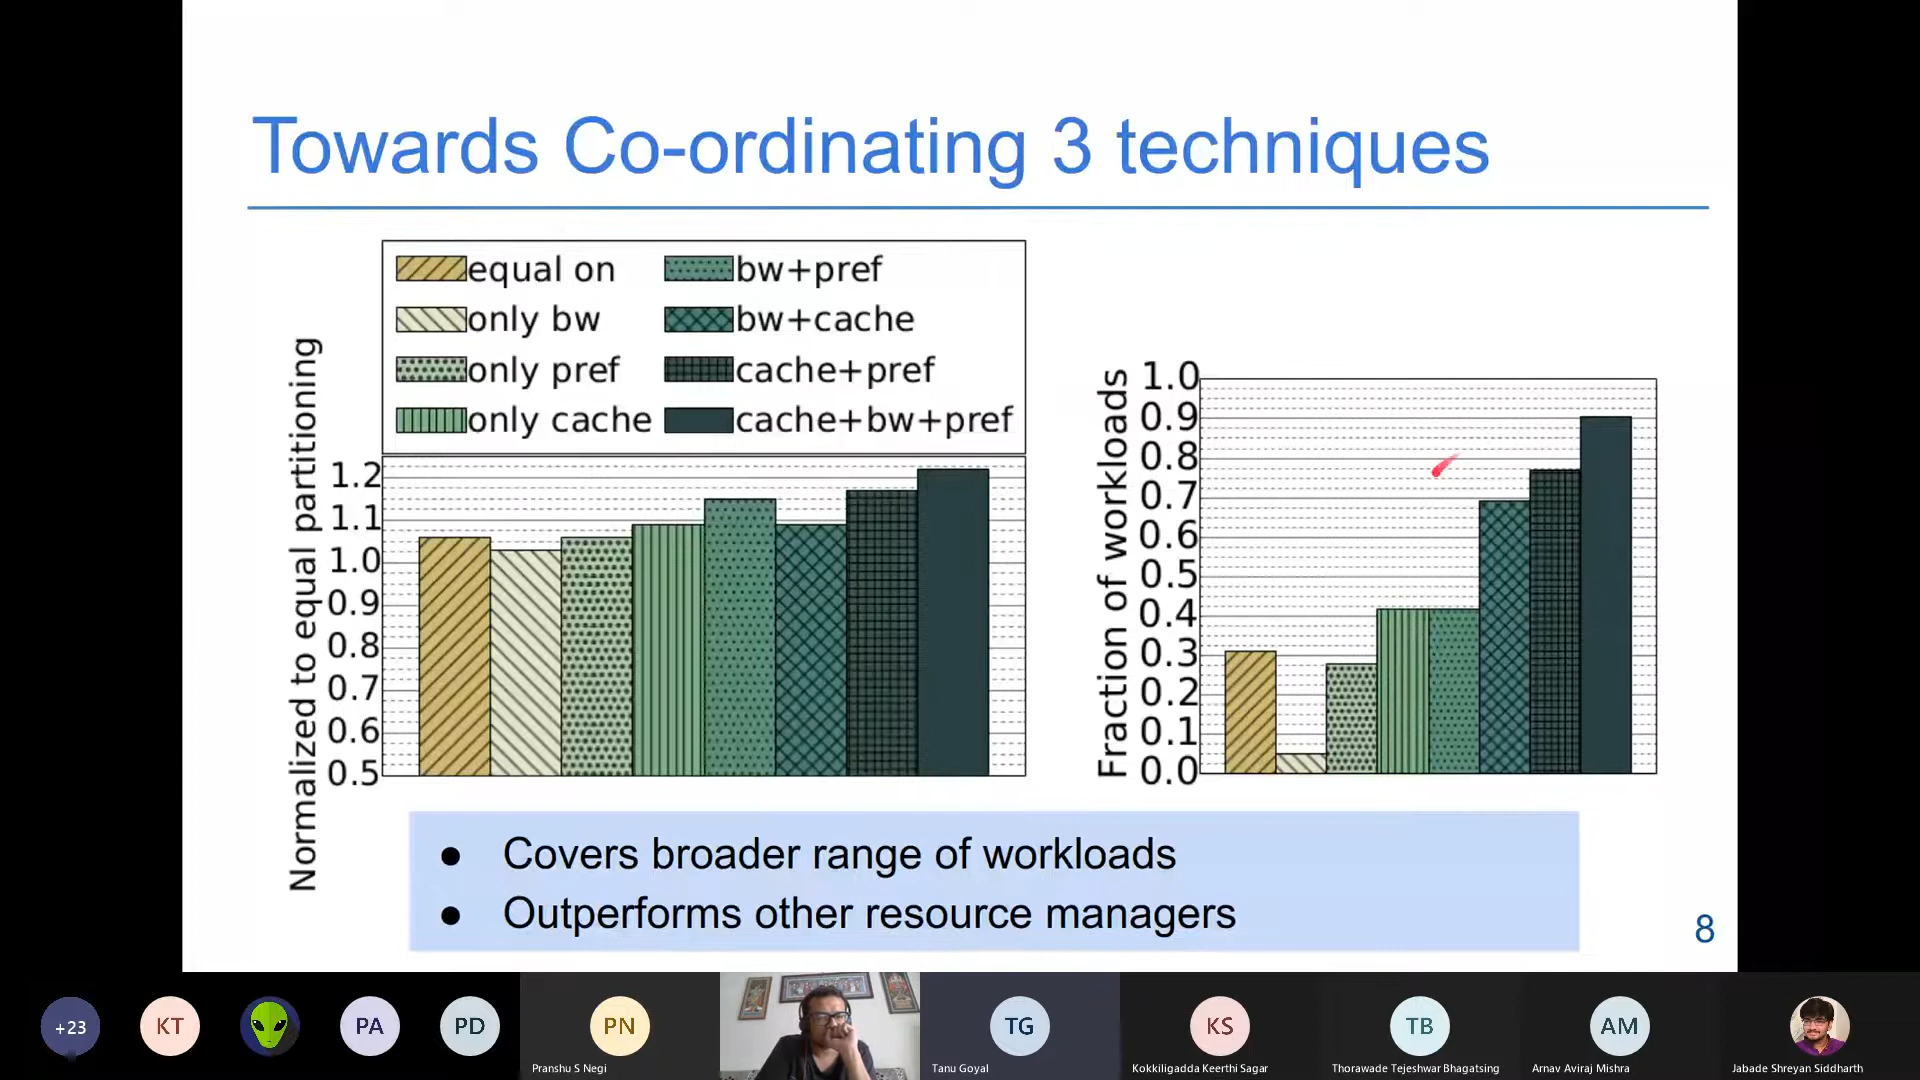 Towards Co-ordinating 3 techniques
equal on
only bw
only pref
only cache
bw+pref
bw+cache
cache+pref
cache+bw+pref
Normalized to equal partitioning
1.2
1.1
1.0
0.9
0.8
0.7
0.6
0.5
Fraction of workloads
1.0
0.9
0.8
0.7
0.6
0.5
0.4
0.3
0.2
0.1
0.0
● Covers broader range of workloads
● Outperforms other resource managers
8
+23
KT
PA
PD
PN
Pranshu S Negi
TG
Tanu Goyal
KS
Kokkiligadda Keerthi Sagar
TB
Thorawade Tejeshwar Bhagatsing
AM
Arnav Aviraj Mishra
Jabade Shreyan Siddharth